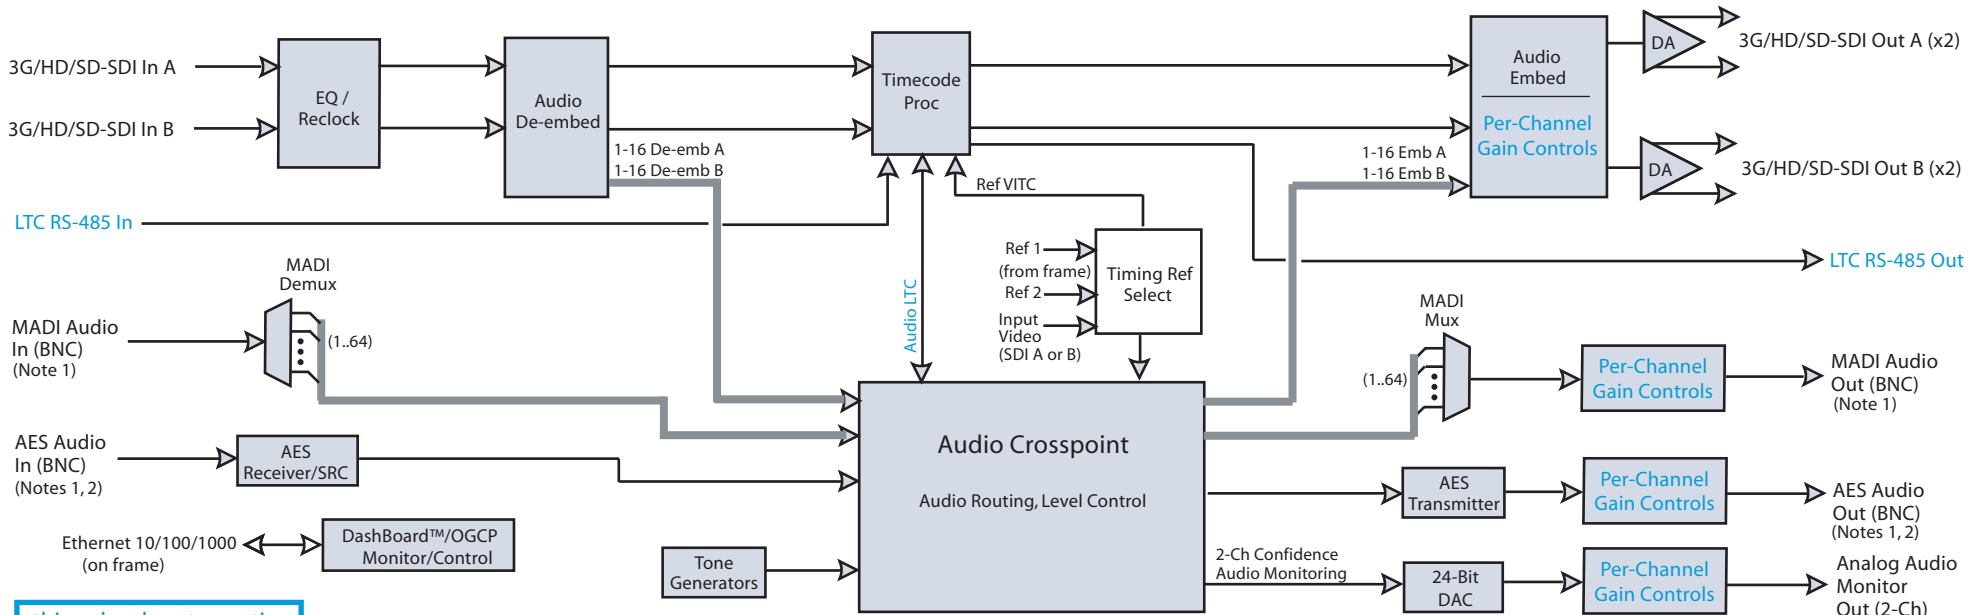 3G/HD/SD-SDI In A
3G/HD/SD-SDI In B
EQ /
Reclock
Audio
De-embed
1-16 De-emb A
1-16 De-emb B
Timecode
Proc
Audio
Embed
Per-Channel
Gain Controls
1-16 Emb A
1-16 Emb B
DA
3G/HD/SD-SDI Out A (x2)
DA
3G/HD/SD-SDI Out B (x2)
LTC RS-485 In
Ref VITC
Audio LTC
Ref 1
(from frame)
Ref 2
Input
Video
(SDI A or B)
Timing Ref
Select
LTC RS-485 Out
MADI
Demux
MADI Audio
In (BNC)
(Note 1)
(1..64)
MADI
Mux
(1..64)
Per-Channel
Gain Controls
MADI Audio
Out (BNC)
(Note 1)
AES Audio
In (BNC)
(Notes 1, 2)
AES
Receiver/SRC
Audio Crosspoint
Audio Routing, Level Control
AES
Transmitter
Per-Channel
Gain Controls
AES Audio
Out (BNC)
(Notes 1, 2)
Ethernet 10/100/1000
(on frame)
DashBoard™/OGCP
Monitor/Control
Tone
Generators
2-Ch Confidence
Audio Monitoring
24-Bit
DAC
Per-Channel
Gain Controls
Analog Audio
Monitor
Out (2-Ch)